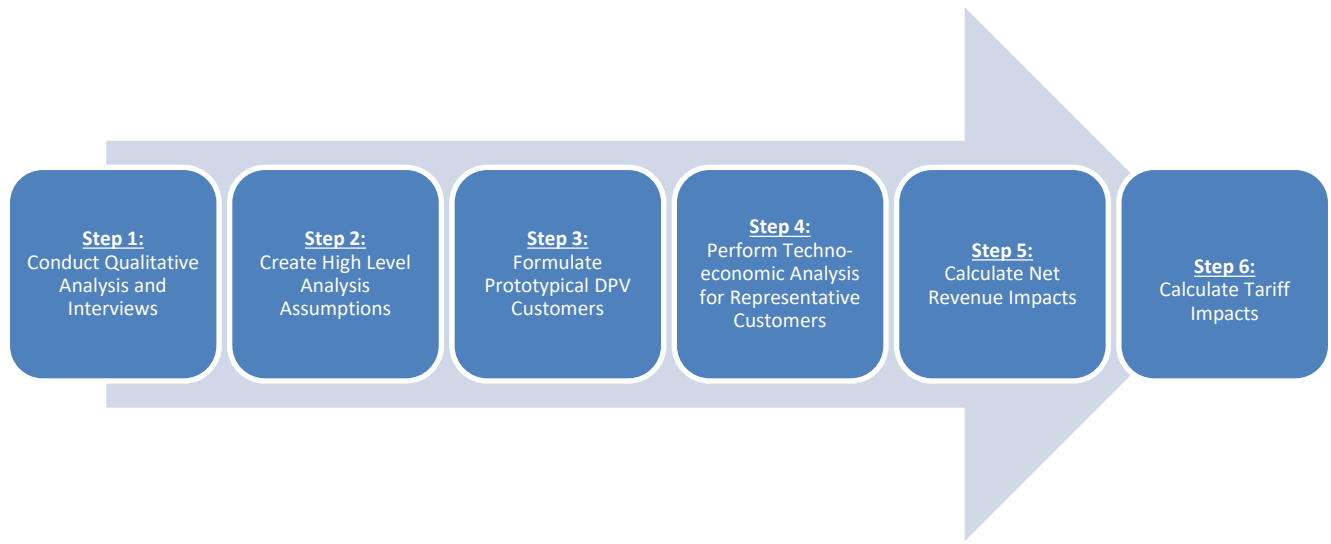 Step 1:
Conduct Qualitative
Analysis and
Interviews
Step 2:
Create High Level
Analysis
Assumptions
Step 3:
Formulate
Prototypical DPV
Customers
Step 4:
Perform Techno-
economic Analysis
for Representative
Customers
Step 5:
Calculate Net
Revenue Impacts
Step 6:
Calculate Tariff
Impacts